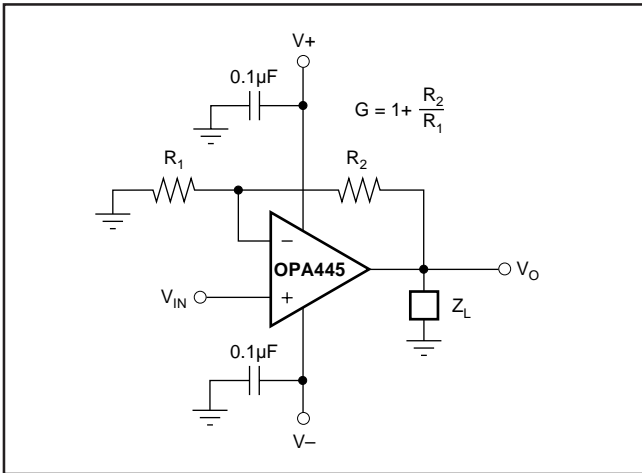 V+
0.1µF
G = 1+ R2
R1
R1
R2
−
OPA445
+
VIN
VO
ZL
0.1µF
V−